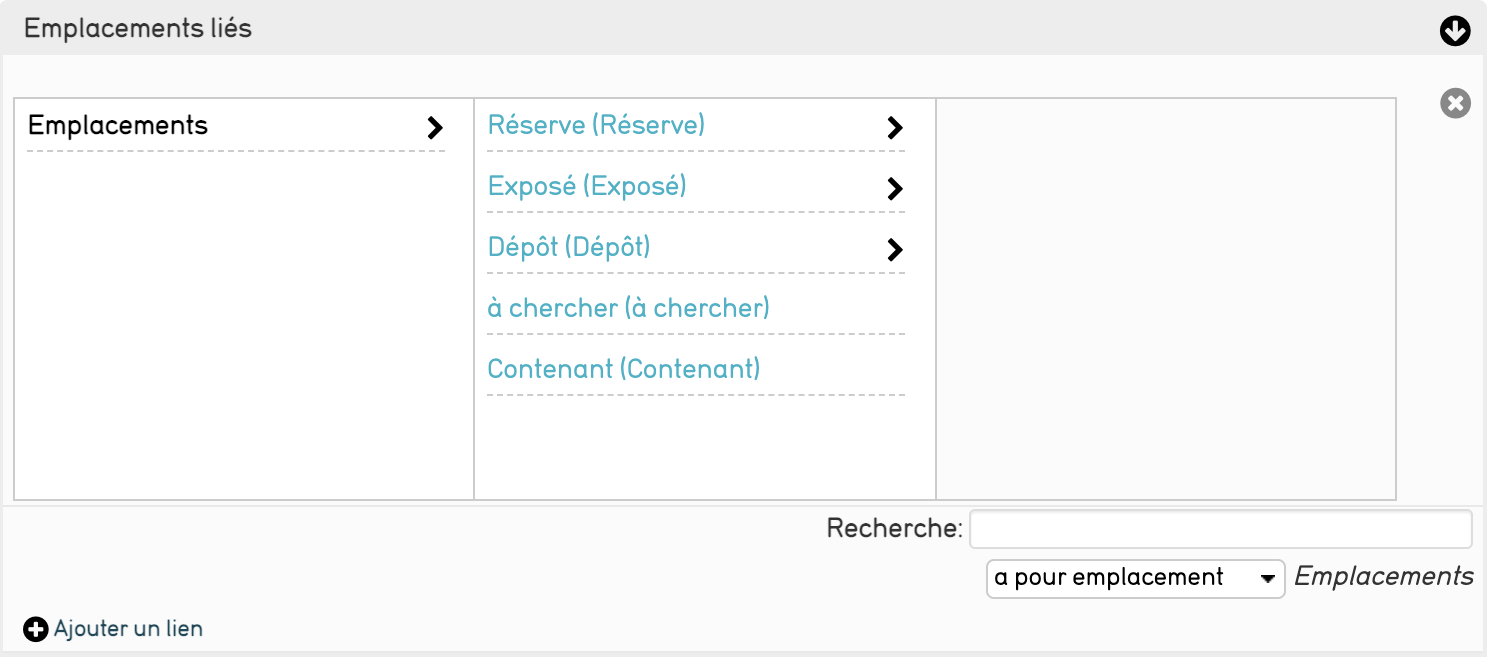 Emplacements liés
Emplacements
Réserve (Réserve)
Exposé (Exposé)
Dépôt (Dépôt)
à chercher (à chercher)
Contenant (Contenant)
Recherche:
a pour emplacement Emplacements
Ajouter un lien